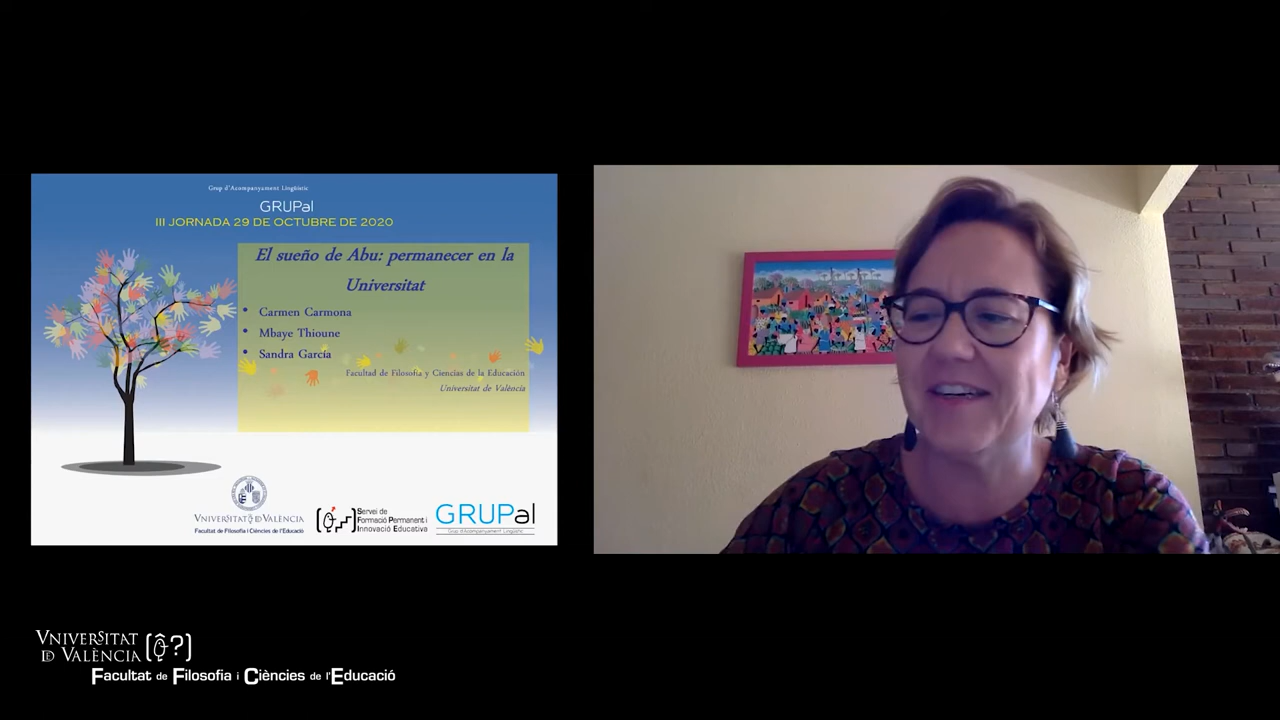 Grup d'Acompanyament Lingüístic
GRUPal
III JORNADA 29 DE OCTUBRE DE 2020
El sueño de Abu: permanecer en la
Universitat
• Carmen Carmona
• Mbaye Thioune
• Sandra García
Facultad de Filosofía y Ciencias de la Educación
Universitat de València
VNIVERSITAT DE VALÈNCIA
Facultat de Filosofia i Ciències de l'Educació
Servei de
Formació Permanent i
Innovació Educativa
GRUPal
Grup d'Acompanyament Lingüístic
VNIVERSITAT
DE VALÈNCIA
Facultat de Filosofia i Ciències de l'Educació